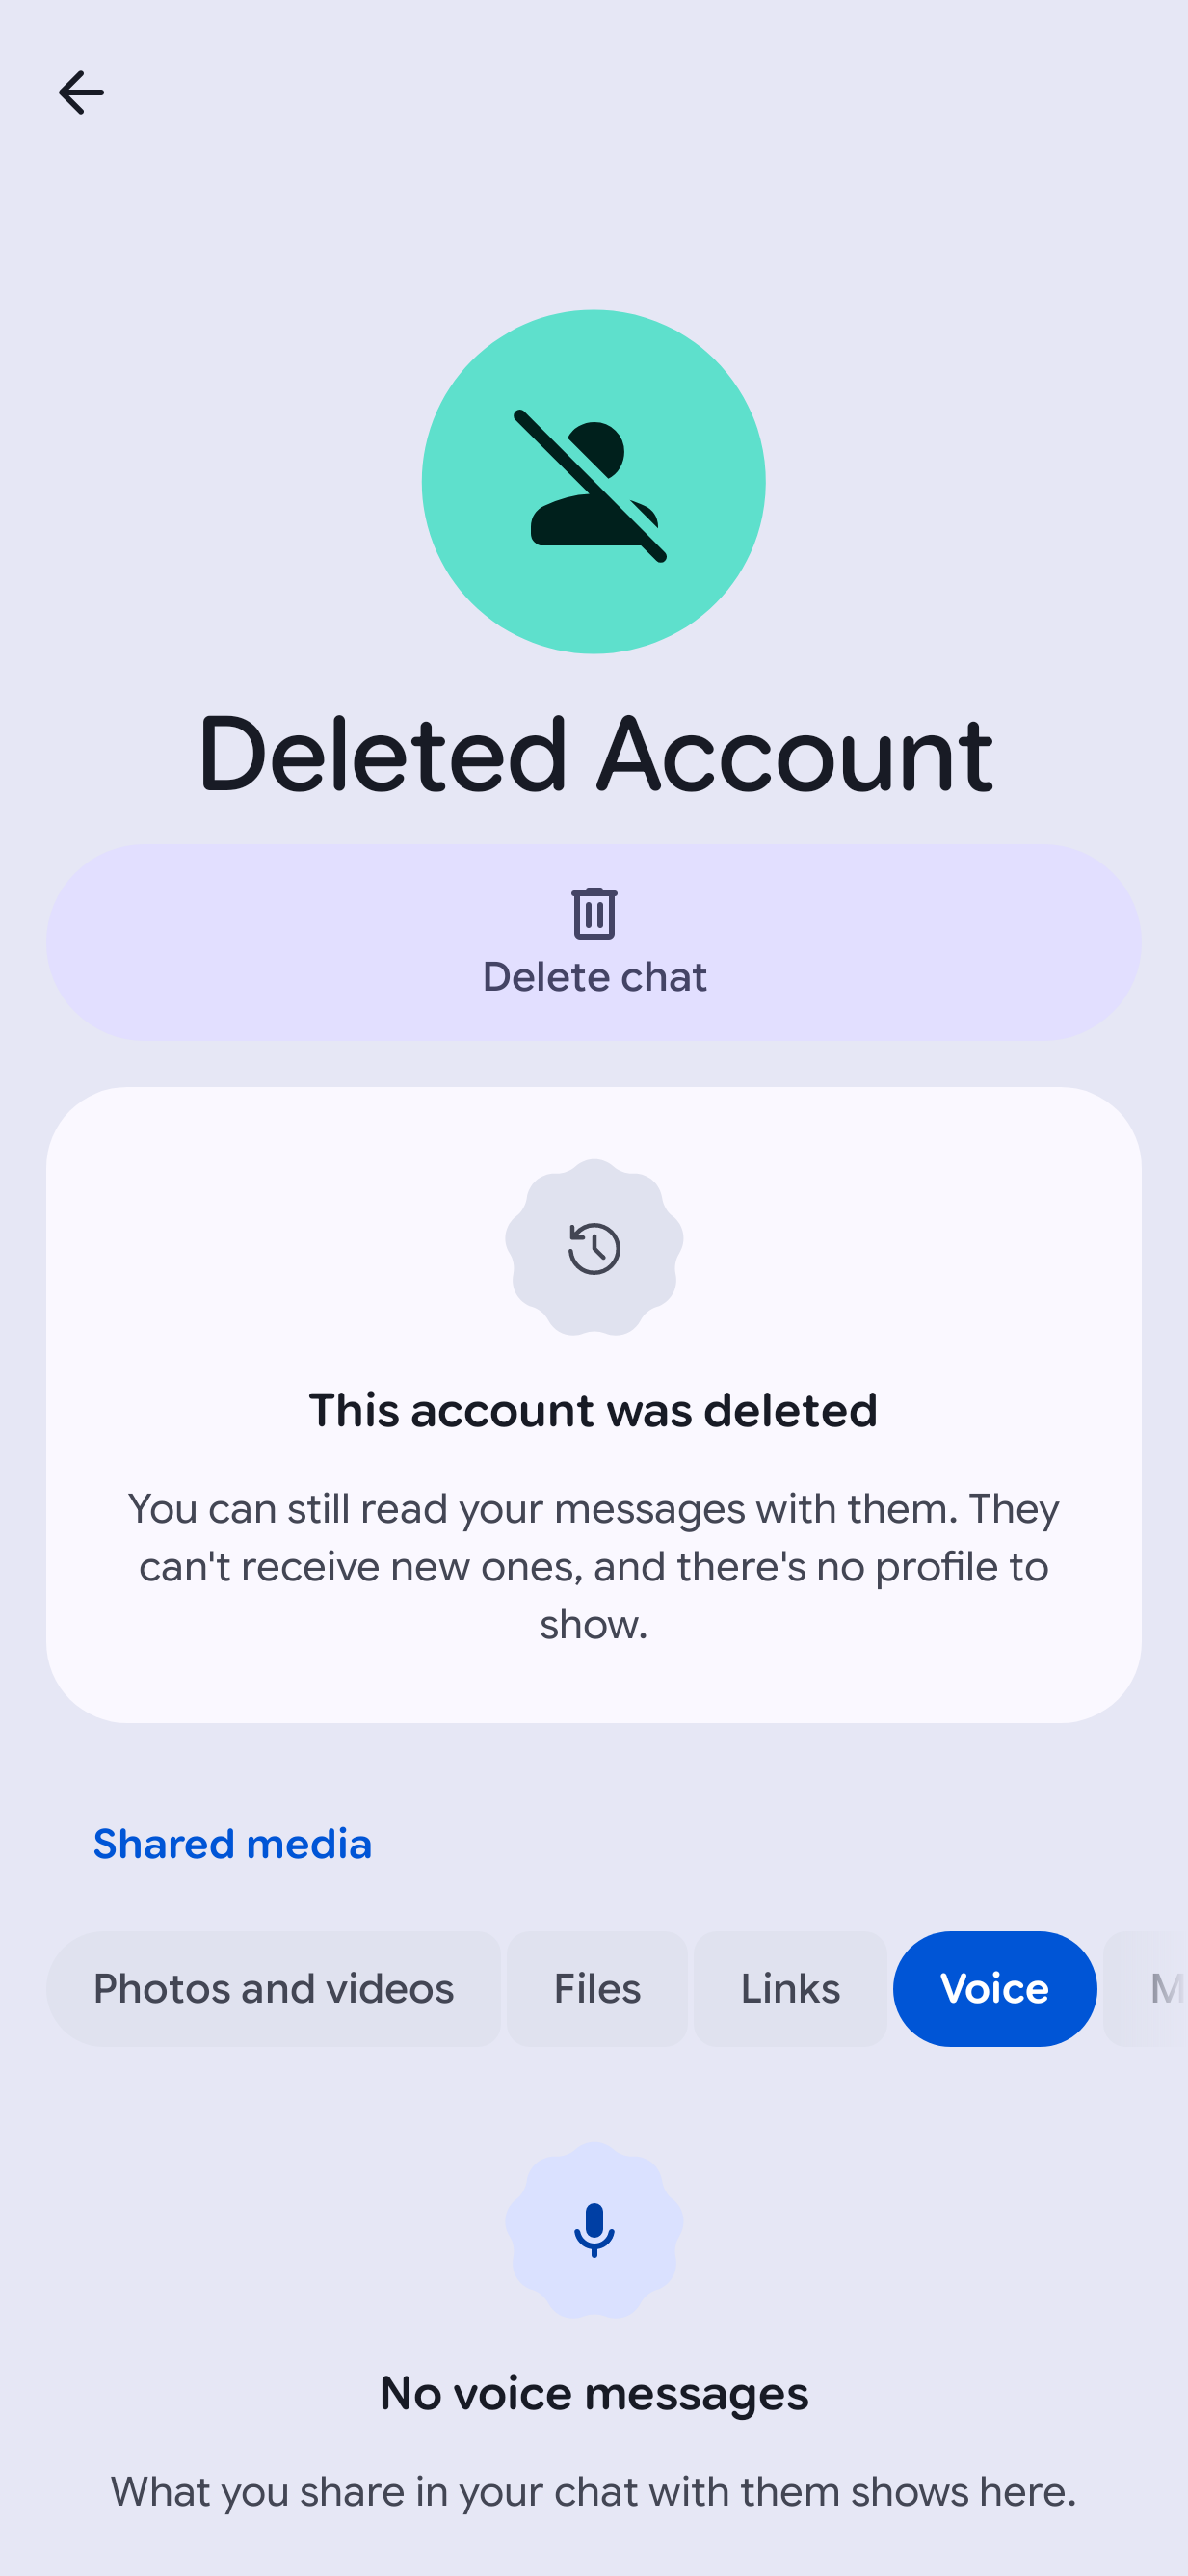 Deleted Account
Delete chat
This account was deleted
You can still read your messages with them. They
can't receive new ones, and there's no profile to
show.
Shared media
Photos and videos
Files
Links
Voice
No voice messages
What you share in your chat with them shows here.